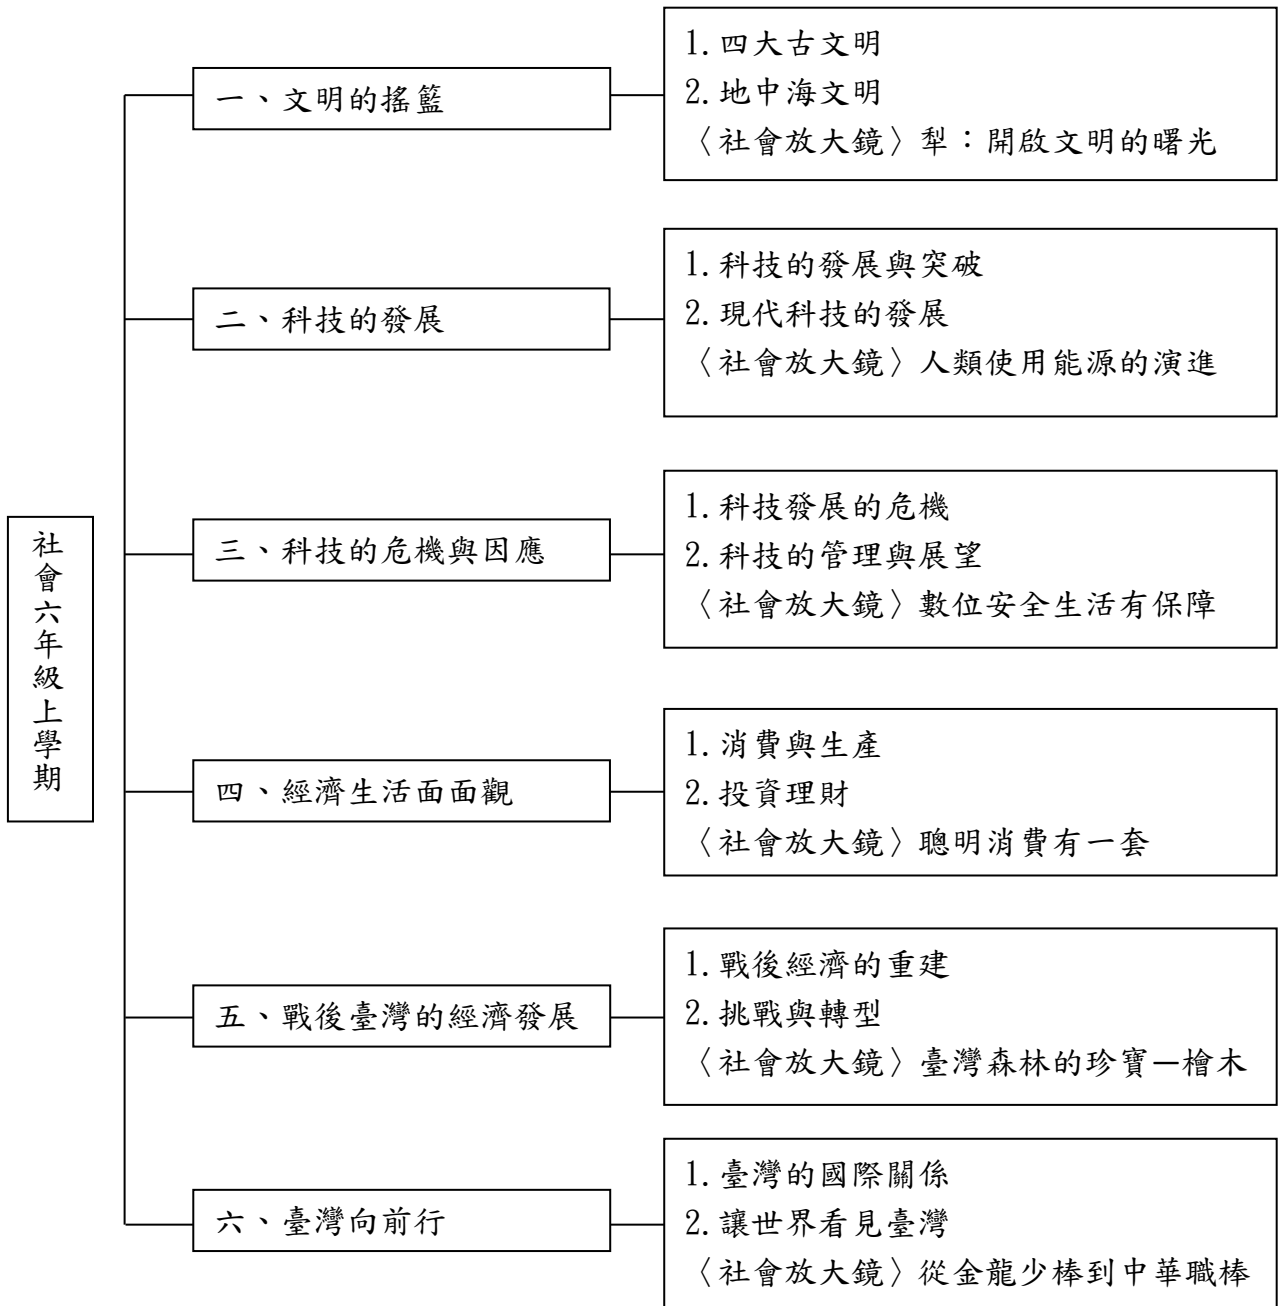 社會六年級上學期
一、文明的搖籃
1.四大古文明
2.地中海文明
〈社會放大鏡〉犁：開啟文明的曙光
二、科技的發展
1.科技的發展與突破
2.現代科技的發展
〈社會放大鏡〉人類使用能源的演進
三、科技的危機與因應
1.科技發展的危機
2.科技的管理與展望
〈社會放大鏡〉數位安全生活有保障
四、經濟生活面面觀
1.消費與生產
2.投資理財
〈社會放大鏡〉聰明消費有一套
五、戰後臺灣的經濟發展
1.戰後經濟的重建
2.挑戰與轉型
〈社會放大鏡〉臺灣森林的珍寶—檜木
六、臺灣向前行
1.臺灣的國際關係
2.讓世界看見臺灣
〈社會放大鏡〉從金龍少棒到中華職棒